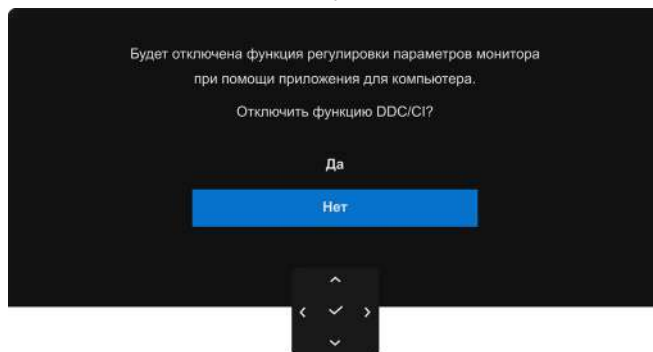 Будет отключена функция регулировки параметров монитора
при помощи приложения для компьютера.
Отключить функцию DDC/CI?
Да
Нет